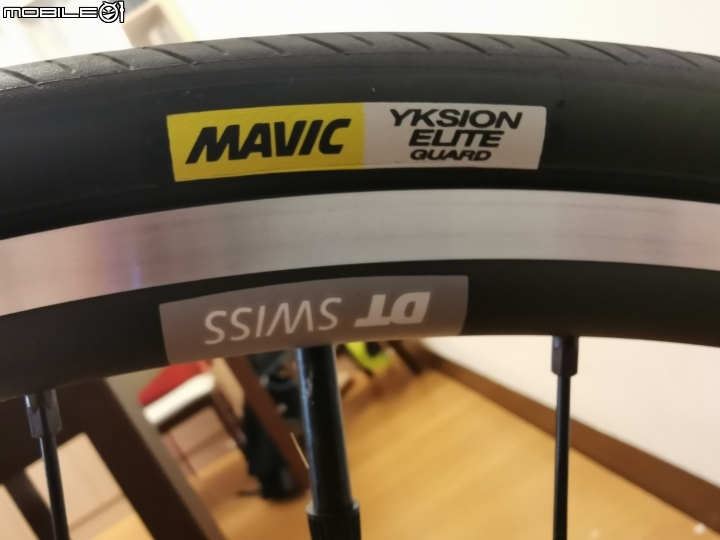 MOBILE01
MAVIC
YKSION
ELITE
GUARD
DT SWISS